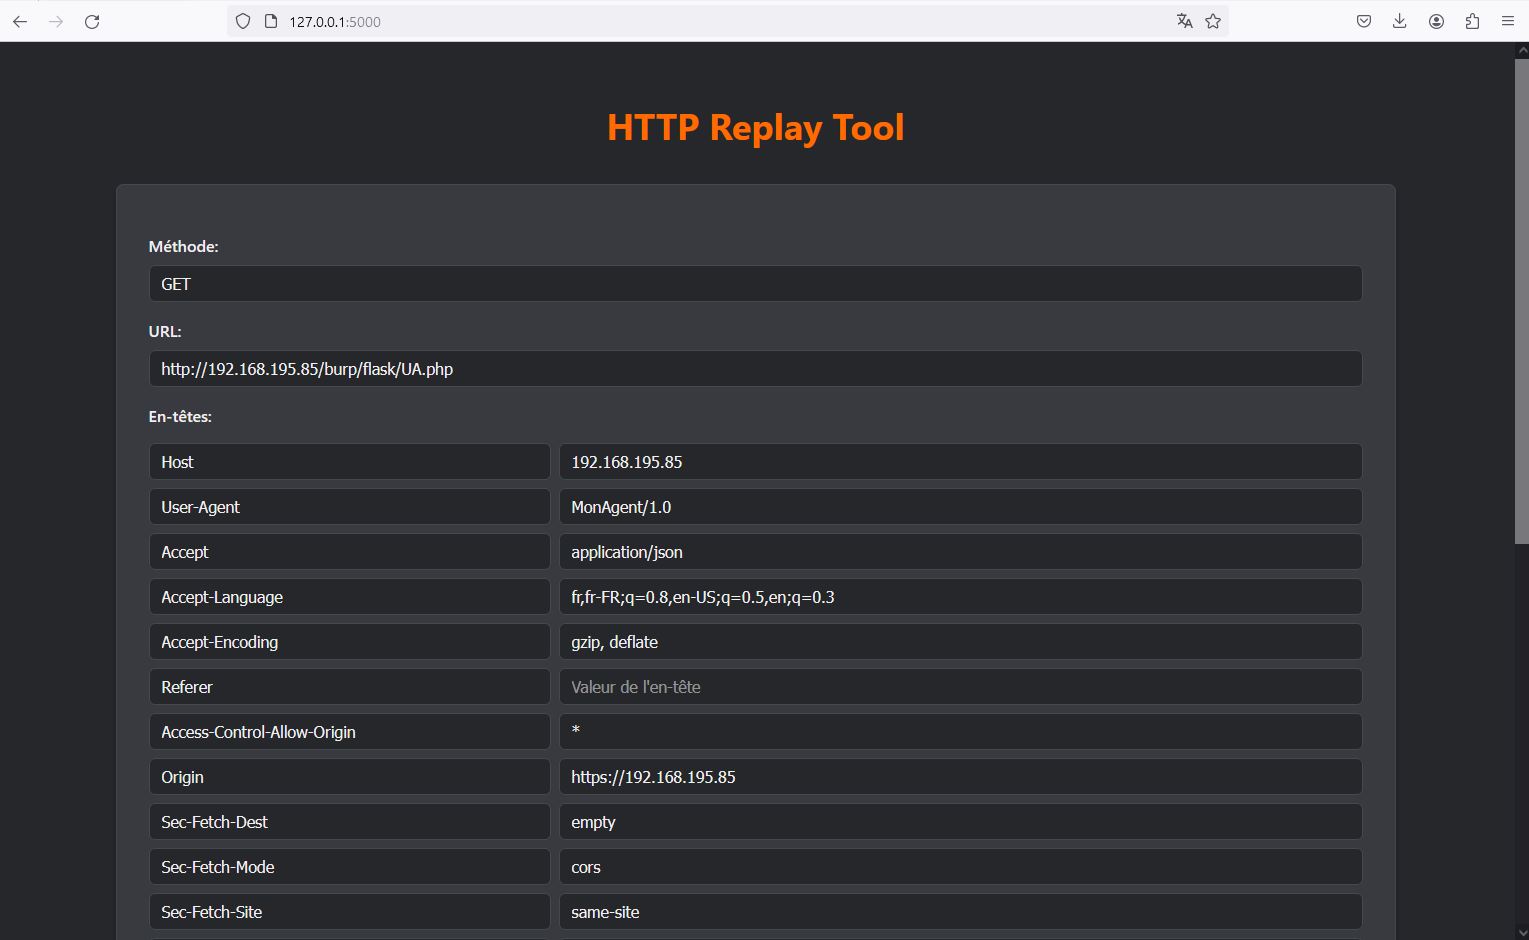 127.0.0.1:5000
HTTP Replay Tool
Méthode:
GET
URL:
http://192.168.195.85/burp/flask/UA.php
En-têtes:
Host 192.168.195.85
User-Agent MonAgent/1.0
Accept application/json
Accept-Language fr,fr-FR;q=0.8,en-US;q=0.5,en;q=0.3
Accept-Encoding gzip, deflate
Referer Valeur de l'en-tête
Access-Control-Allow-Origin *
Origin https://192.168.195.85
Sec-Fetch-Dest empty
Sec-Fetch-Mode cors
Sec-Fetch-Site same-site